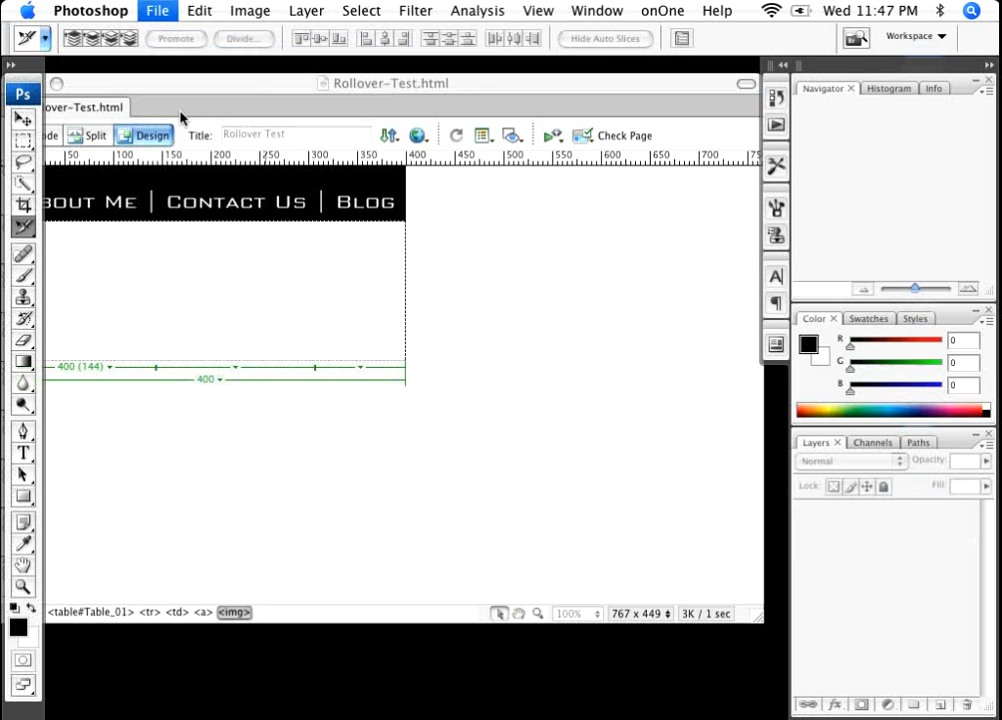 Photoshop File Edit Image Layer Select Filter Analysis View Window onOne Help Wed 11:47 PM
Promote Divide... Hide Auto Slices Workspace
Rollover-Test.html
Ps
over-Test.html
Navigator × Histogram Info
de Split Design Title: Rollover Test Check Page
50 100 150 200 250 300 350 400 450 500 550 600 650 700 75
bout Me | Contact Us | Blog
400 (144)
400
Color × Swatches Styles
R 0
G 0
B 0
Layers × Channels Paths
Normal Opacity:
Lock: Fill:
<table#Table_01> <tr> <td> <a> <img> 100% 767 x 449 3K / 1 sec